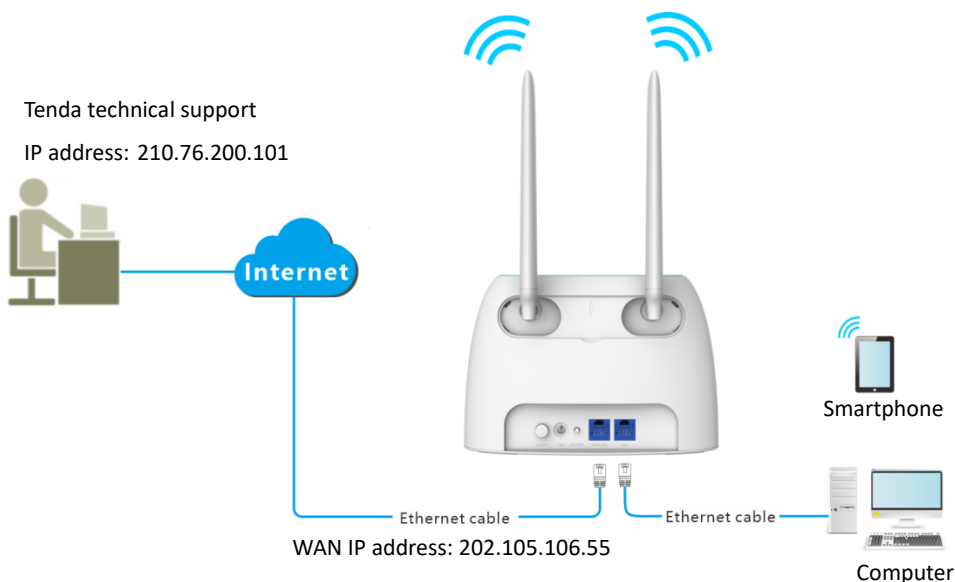 Tenda technical support
IP address: 210.76.200.101
Internet
Smartphone
Ethernet cable
Ethernet cable
WAN IP address: 202.105.106.55
Computer